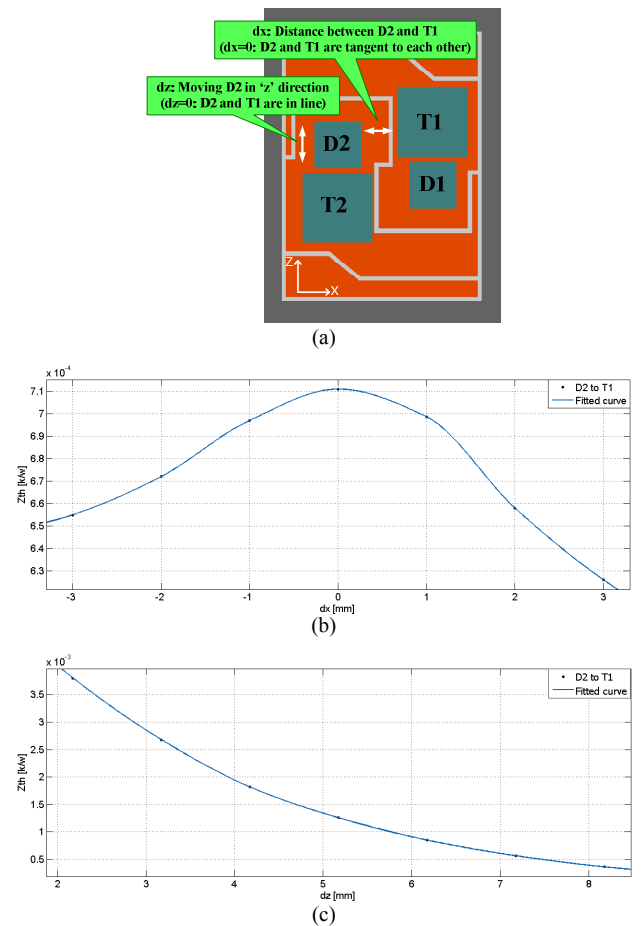 dx: Distance between D2 and T1
(dx=0: D2 and T1 are tangent to each other)
dz: Moving D2 in ‘z’ direction
(dz=0: D2 and T1 are in line)
T1
D2
D1
T2
Z
X
(a)
x 10⁻⁴
7.1
7
6.9
6.8
6.7
6.6
6.5
6.4
6.3
Zth [k/w]
D2 to T1
Fitted curve
-3 -2 -1 0 1 2 3
dx [mm]
(b)
x 10⁻³
3.5
3
2.5
2
1.5
1
0.5
Zth [k/w]
D2 to T1
Fitted curve
2 3 4 5 6 7 8
dz [mm]
(c)